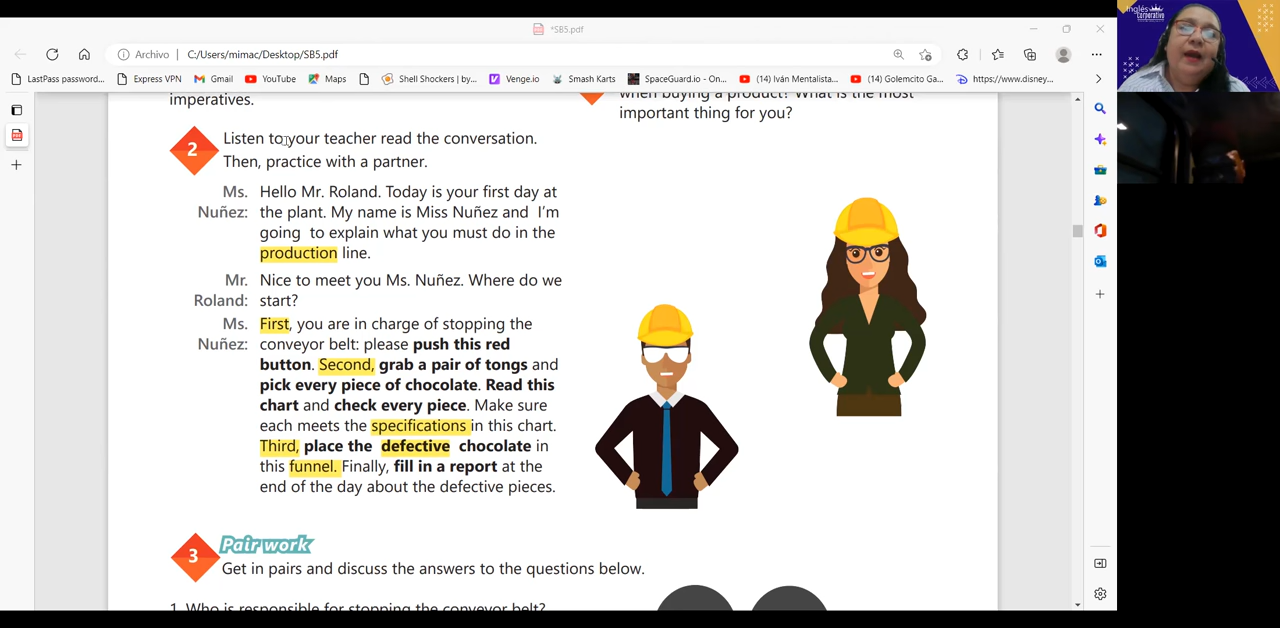 *SB5.pdf
Archivo | C:/Users/mimac/Desktop/SB5.pdf
LastPass password... Express VPN Gmail YouTube Maps Shell Shockers | by... Venge.io Smash Karts SpaceGuard.io - On... (14) Iván Mentalista... (14) Golemcito Ga... https://www.disney...
Inglés
Corporativo
imperatives.
when buying a product? What is the most
important thing for you?
2
Listen to your teacher read the conversation.
Then, practice with a partner.
Ms. Hello Mr. Roland. Today is your first day at
Nuñez: the plant. My name is Miss Nuñez and I'm
going to explain what you must do in the
production line.
Mr. Nice to meet you Ms. Nuñez. Where do we
Roland: start?
Ms. First, you are in charge of stopping the
Nuñez: conveyor belt: please push this red
button. Second, grab a pair of tongs and
pick every piece of chocolate. Read this
chart and check every piece. Make sure
each meets the specifications in this chart.
Third, place the defective chocolate in
this funnel. Finally, fill in a report at the
end of the day about the defective pieces.
3
Pair work
Get in pairs and discuss the answers to the questions below.
1. Who is responsible for stopping the conveyor belt?